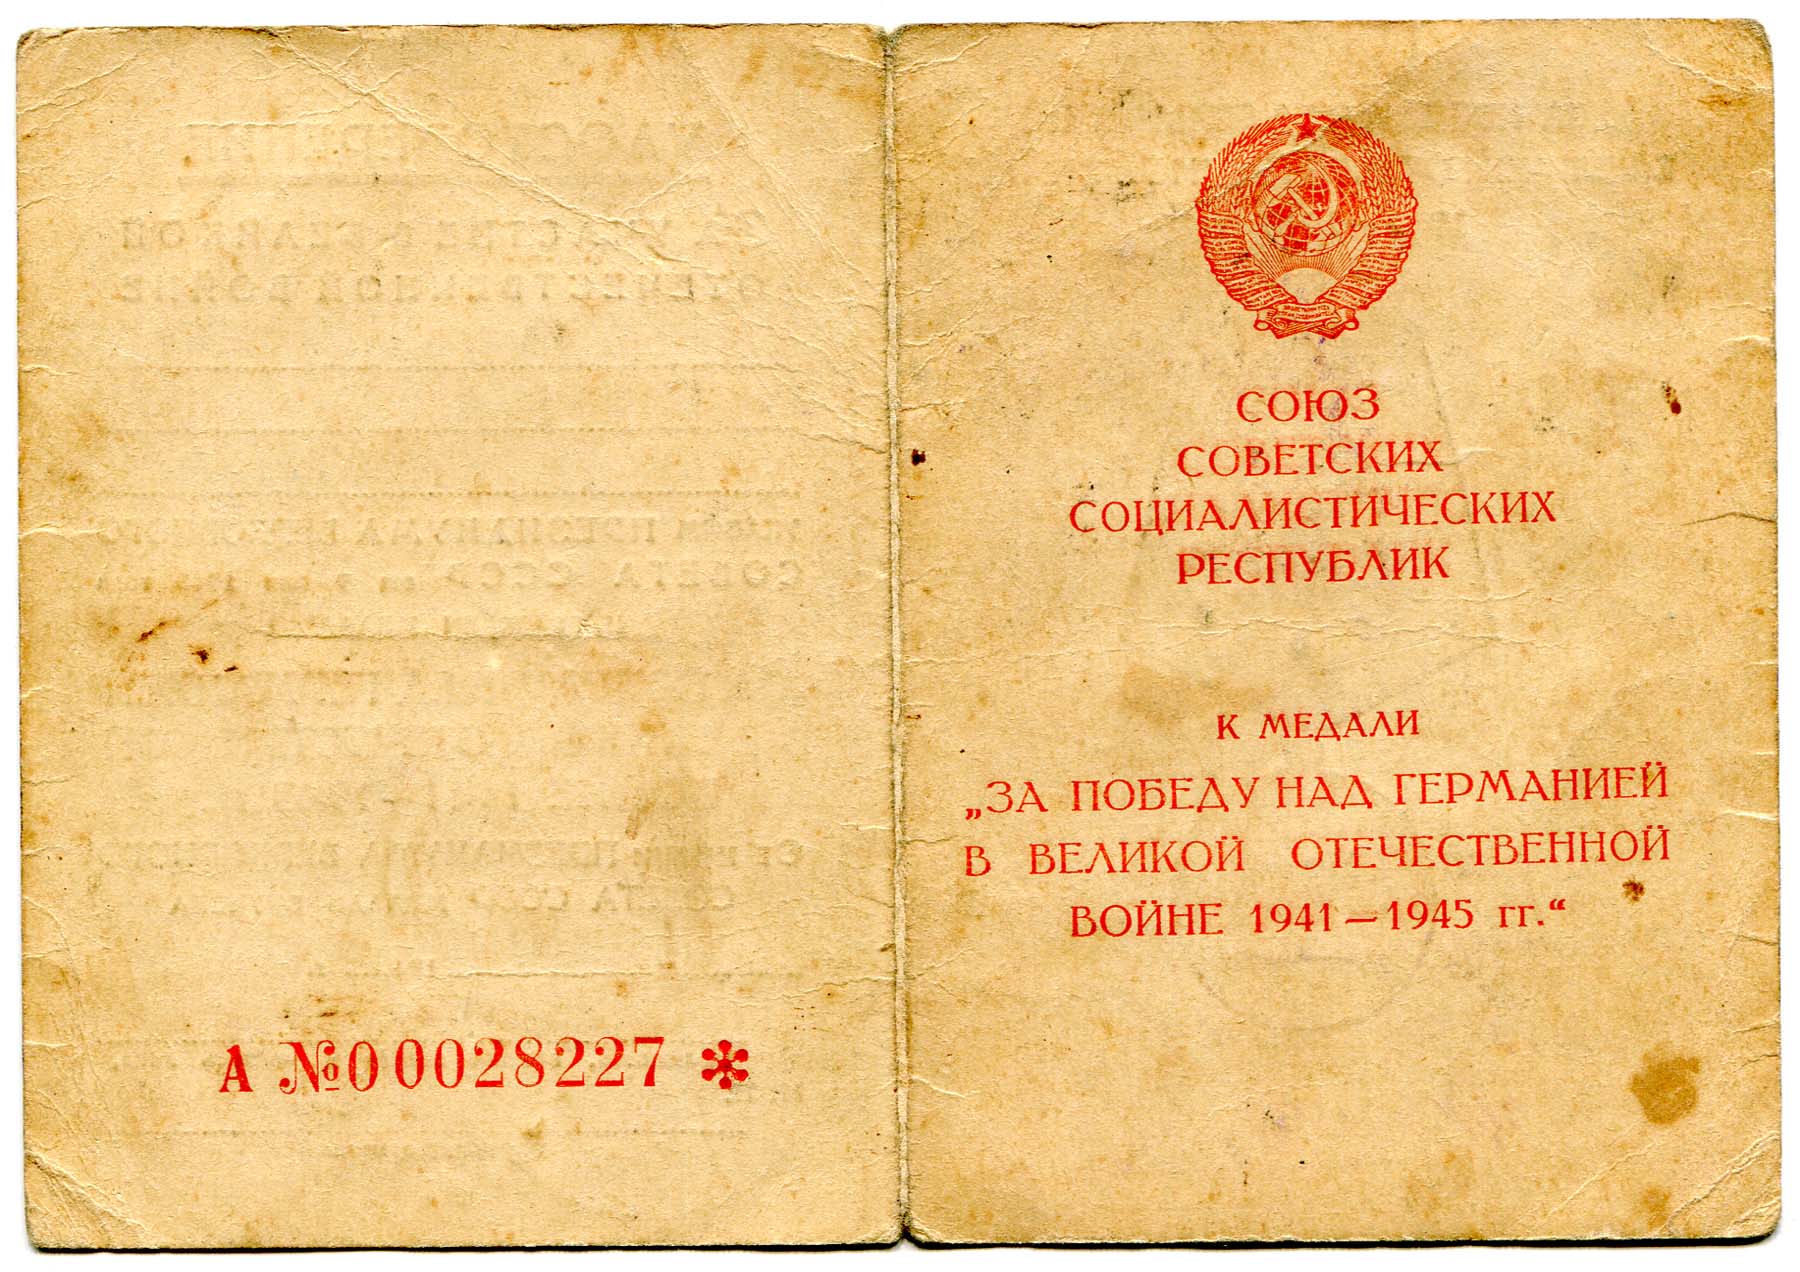 А №00028227 *
СОЮЗ
СОВЕТСКИХ
СОЦИАЛИСТИЧЕСКИХ
РЕСПУБЛИК
К МЕДАЛИ
„ЗА ПОБЕДУ НАД ГЕРМАНИЕЙ
В ВЕЛИКОЙ ОТЕЧЕСТВЕННОЙ
ВОЙНЕ 1941—1945 гг.“